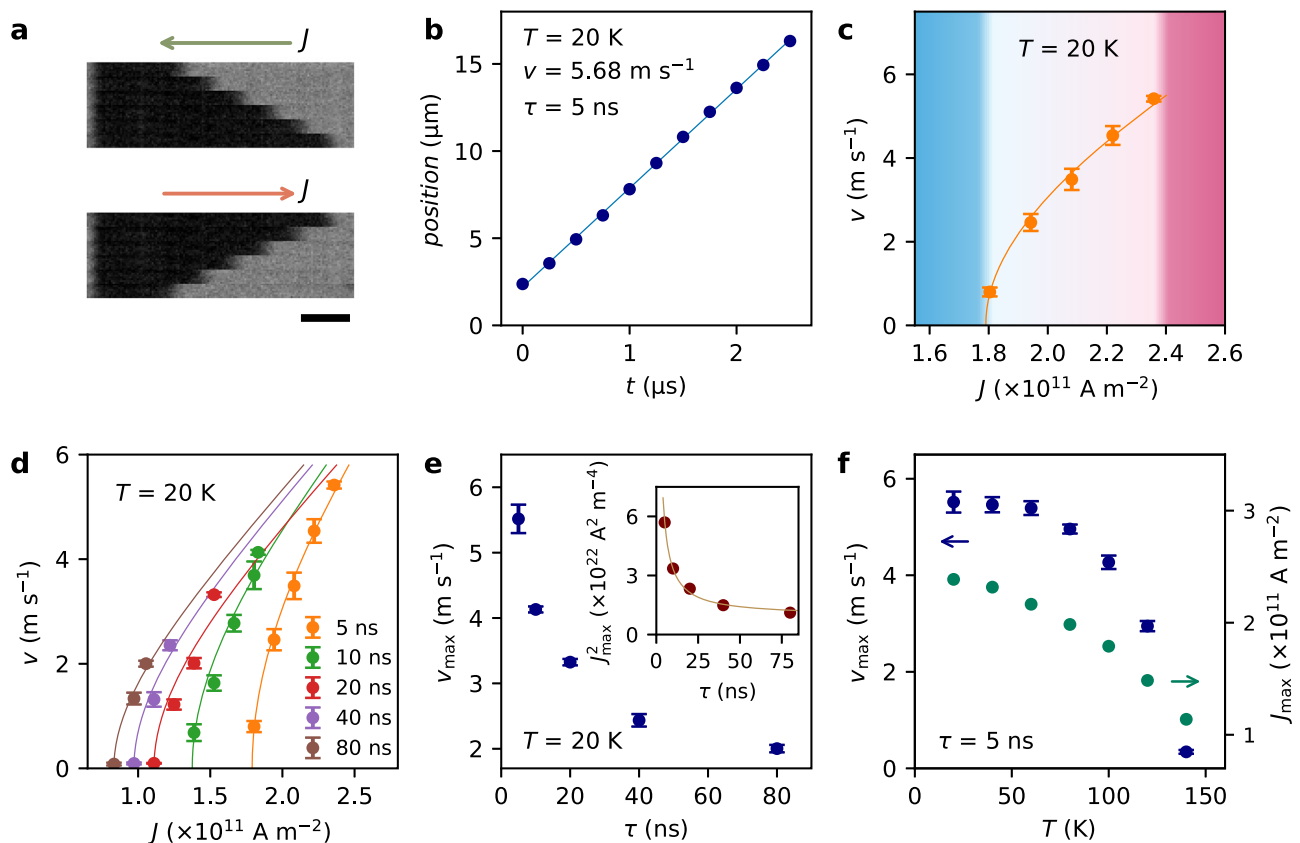 a
J
J
b
T = 20 K
v = 5.68 m s⁻¹
τ = 5 ns
position (µm)
15
10
5
0
0
1
2
t (µs)
c
T = 20 K
v (m s⁻¹)
6
4
2
0
1.6
1.8
2.0
2.2
2.4
2.6
J (×10¹¹ A m⁻²)
d
T = 20 K
v (m s⁻¹)
6
4
2
0
5 ns
10 ns
20 ns
40 ns
80 ns
1.0
1.5
2.0
2.5
J (×10¹¹ A m⁻²)
e
v_max (m s⁻¹)
6
5
4
3
2
J²_max (×10²² A² m⁻⁴)
6
3
0
0
25
50
75
τ (ns)
T = 20 K
0
20
40
60
80
τ (ns)
f
v_max (m s⁻¹)
6
4
2
0
3
2
1
J_max (×10¹¹ A m⁻²)
τ = 5 ns
0
50
100
150
T (K)